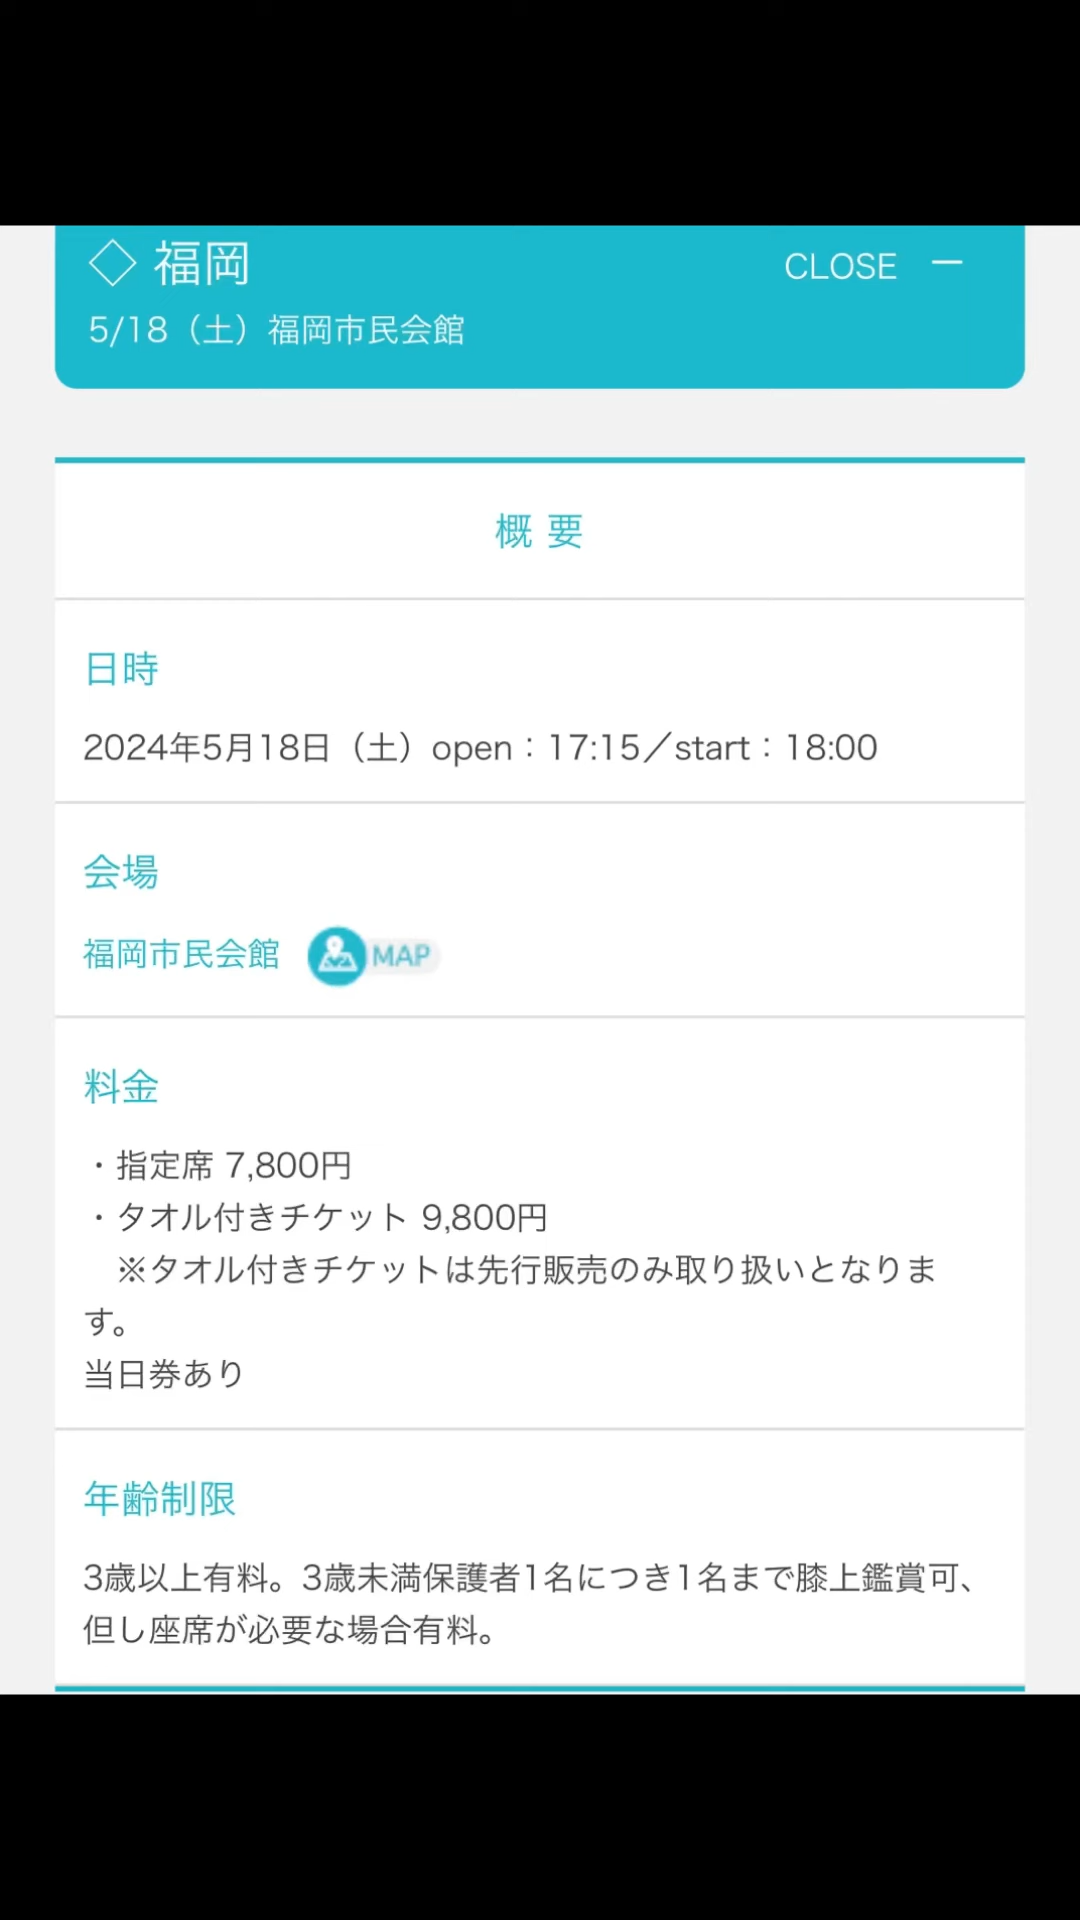 ◇ 福岡
CLOSE ―
5/18（土）福岡市民会館
概 要
日時
2024年5月18日（土）open：17:15／start：18:00
会場
福岡市民会館 MAP
料金
・指定席 7,800円
・タオル付きチケット 9,800円
※タオル付きチケットは先行販売のみ取り扱いとなりま
す。
当日券あり
年齢制限
3歳以上有料。3歳未満保護者1名につき1名まで膝上鑑賞可、
但し座席が必要な場合有料。